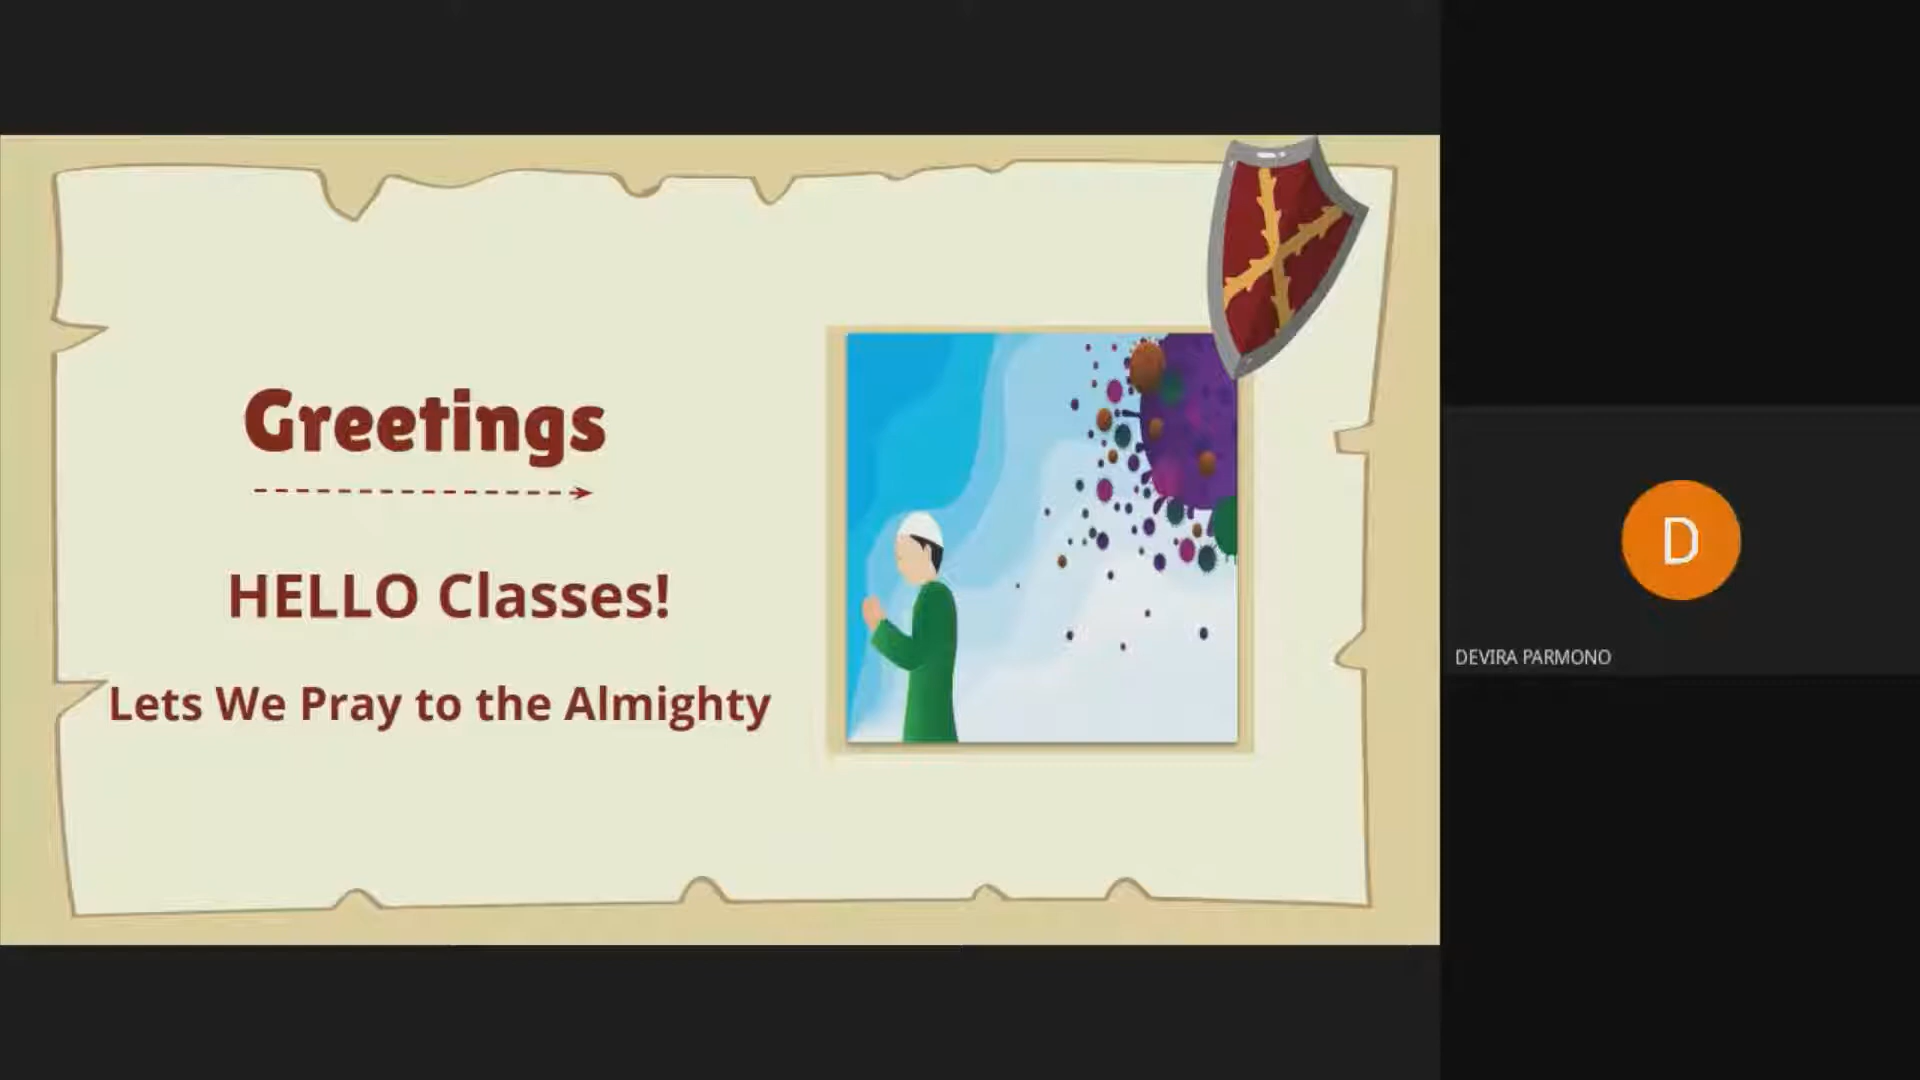 Greetings
HELLO Classes!
Lets We Pray to the Almighty
D
DEVIRA PARMONO